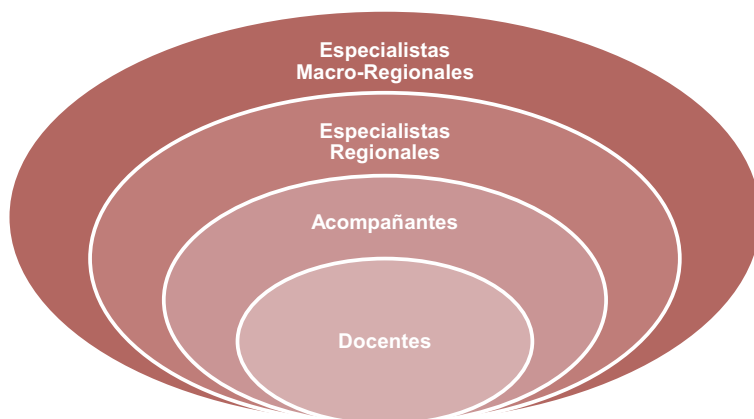 Especialistas
Macro-Regionales
Especialistas
Regionales
Acompañantes
Docentes